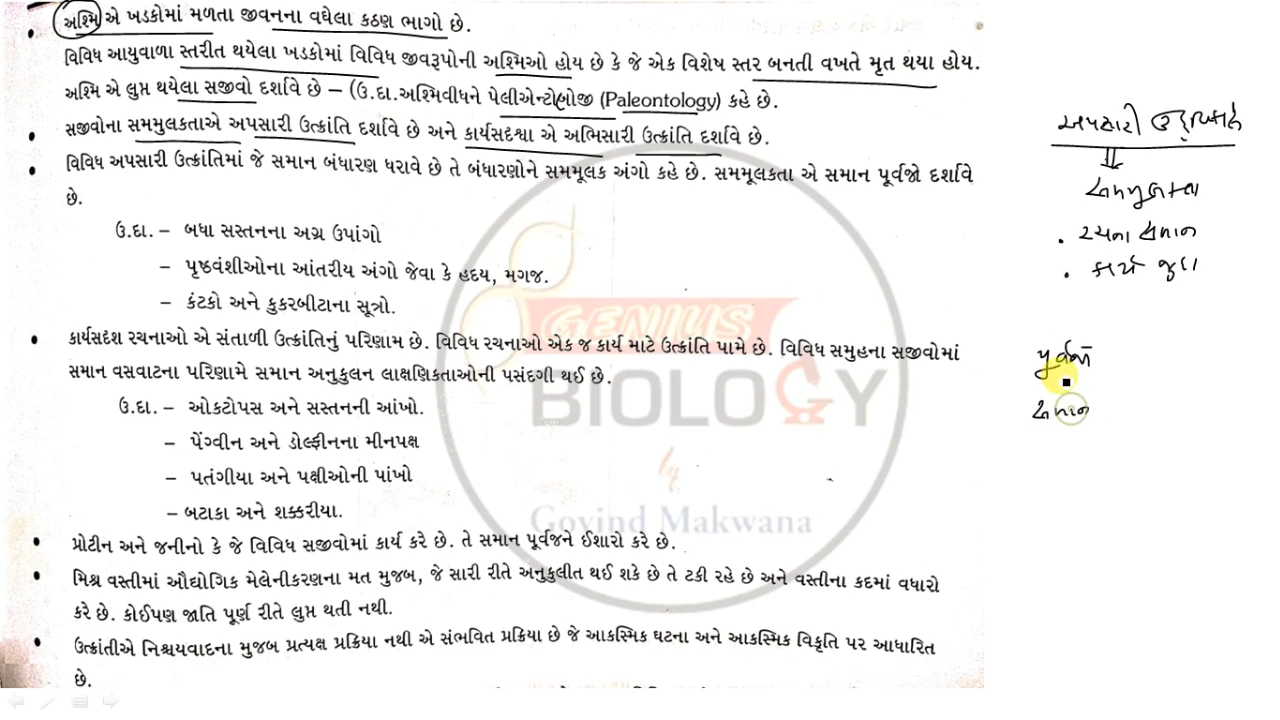 અશ્મિ એ ખડકોમાં મળતા જીવનના વધેલા કઠણ ભાગો છે.
વિવિધ આયુવાળા સ્તરીત થયેલા ખડકોમાં વિવિધ જીવરૂપોની અશ્મિઓ હોય છે કે જે એક વિશેષ સ્તર બનતી વખતે મૃત થયા હોય.
અશ્મિ એ લુપ્ત થયેલા સજીવો દર્શાવે છે – (ઉ.દા.અશ્મિવીધને પેલીએન્ટોલોજી (Paleontology) કહે છે.
સજીવોના સમમુલકતાએ અપસારી ઉત્ક્રાંતિ દર્શાવે છે અને કાર્યસદશ્વા એ અભિસારી ઉત્ક્રાંતિ દર્શાવે છે.
વિવિધ અપસારી ઉત્ક્રાંતિમાં જે સમાન બંધારણ ધરાવે છે તે બંધારણોને સમમૂલક અંગો કહે છે. સમમૂલકતા એ સમાન પૂર્વજો દર્શાવે
છે.
ઉ.દા. – બધા સસ્તનના અગ્ર ઉપાંગો
– પૃષ્ઠવંશીઓના આંતરીય અંગો જેવા કે હદય, મગજ.
– કંટકો અને કુકરબીટાના સૂત્રો.
કાર્યસદેશ રચનાઓ એ સંતાળી ઉત્ક્રાંતિનું પરિણામ છે. વિવિધ રચનાઓ એક જ કાર્ય માટે ઉત્ક્રાંતિ પામે છે. વિવિધ સમુહના સજીવોમાં
સમાન વસવાટના પરિણામે સમાન અનુકુલન લાક્ષણિકતાઓની પસંદગી થઈ છે.
ઉ.દા. – ઓક્ટોપસ અને સસ્તનની આંખો.
– પેંગ્વીન અને ડોલ્ફીનના મીનપક્ષ
– પતંગીયા અને પક્ષીઓની પાંખો
– બટાકા અને શક્કરીયા.
પ્રોટીન અને જનીનો કે જે વિવિધ સજીવોમાં કાર્ય કરે છે. તે સમાન પૂર્વજને ઈશારો કરે છે.
મિશ્ર વસ્તીમાં ઔદ્યોગિક મેલેનીકરણના મત મુજબ, જે સારી રીતે અનુકુલીત થઈ શકે છે તે ટકી રહે છે અને વસ્તીના કદમાં વધારો
કરે છે. કોઈપણ જાતિ પૂર્ણ રીતે લુપ્ત થતી નથી.
ઉત્ક્રાંતીએ નિશ્ચયવાદના મુજબ પ્રત્યક્ષ પ્રક્રિયા નથી એ સંભવિત પ્રક્રિયા છે જે આકસ્મિક ઘટના અને આકસ્મિક વિકૃતિ પર આધારિત
છે.
GENIUS
BIOLOGY
by
Govind Makwana
અપસારી
સમમુલકતા
રચના સમાન
કાર્ય જુદા
પૂર્વજો
સમાન